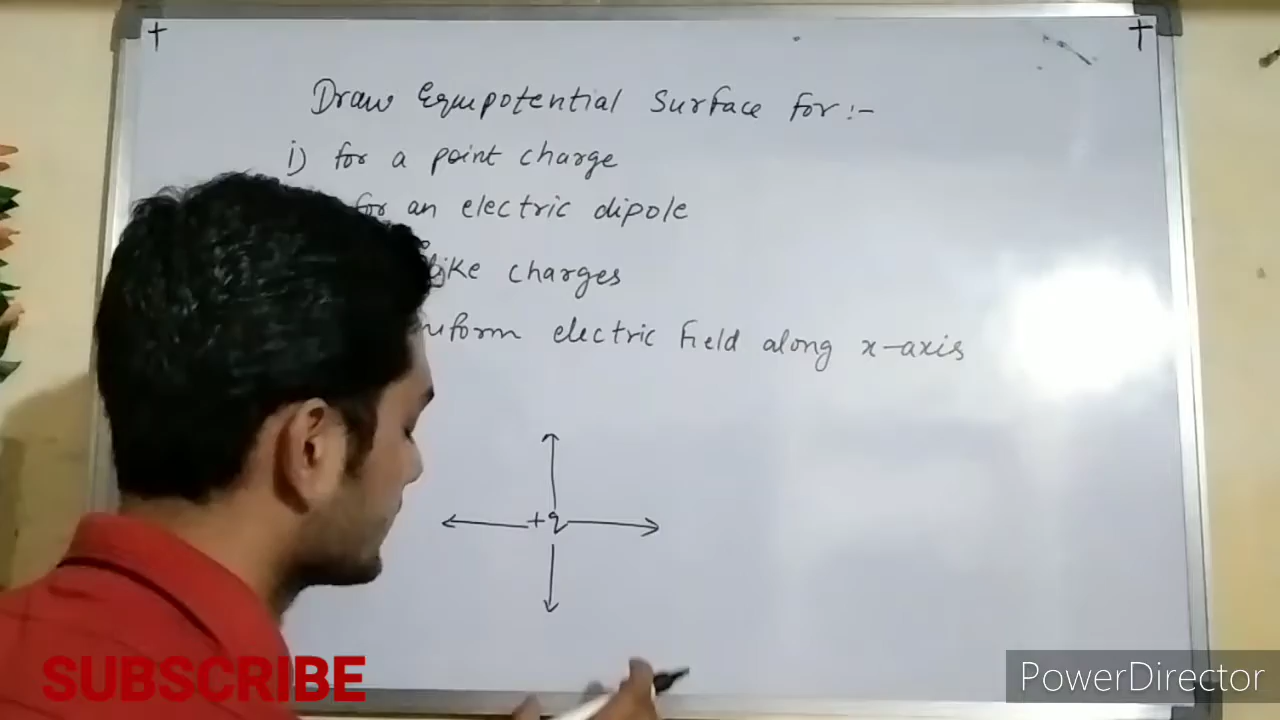 Draw Equipotential Surface for :-
i) for a point charge
for an electric dipole
like charges
uniform electric field along x-axis
+q
SUBSCRIBE
PowerDirector